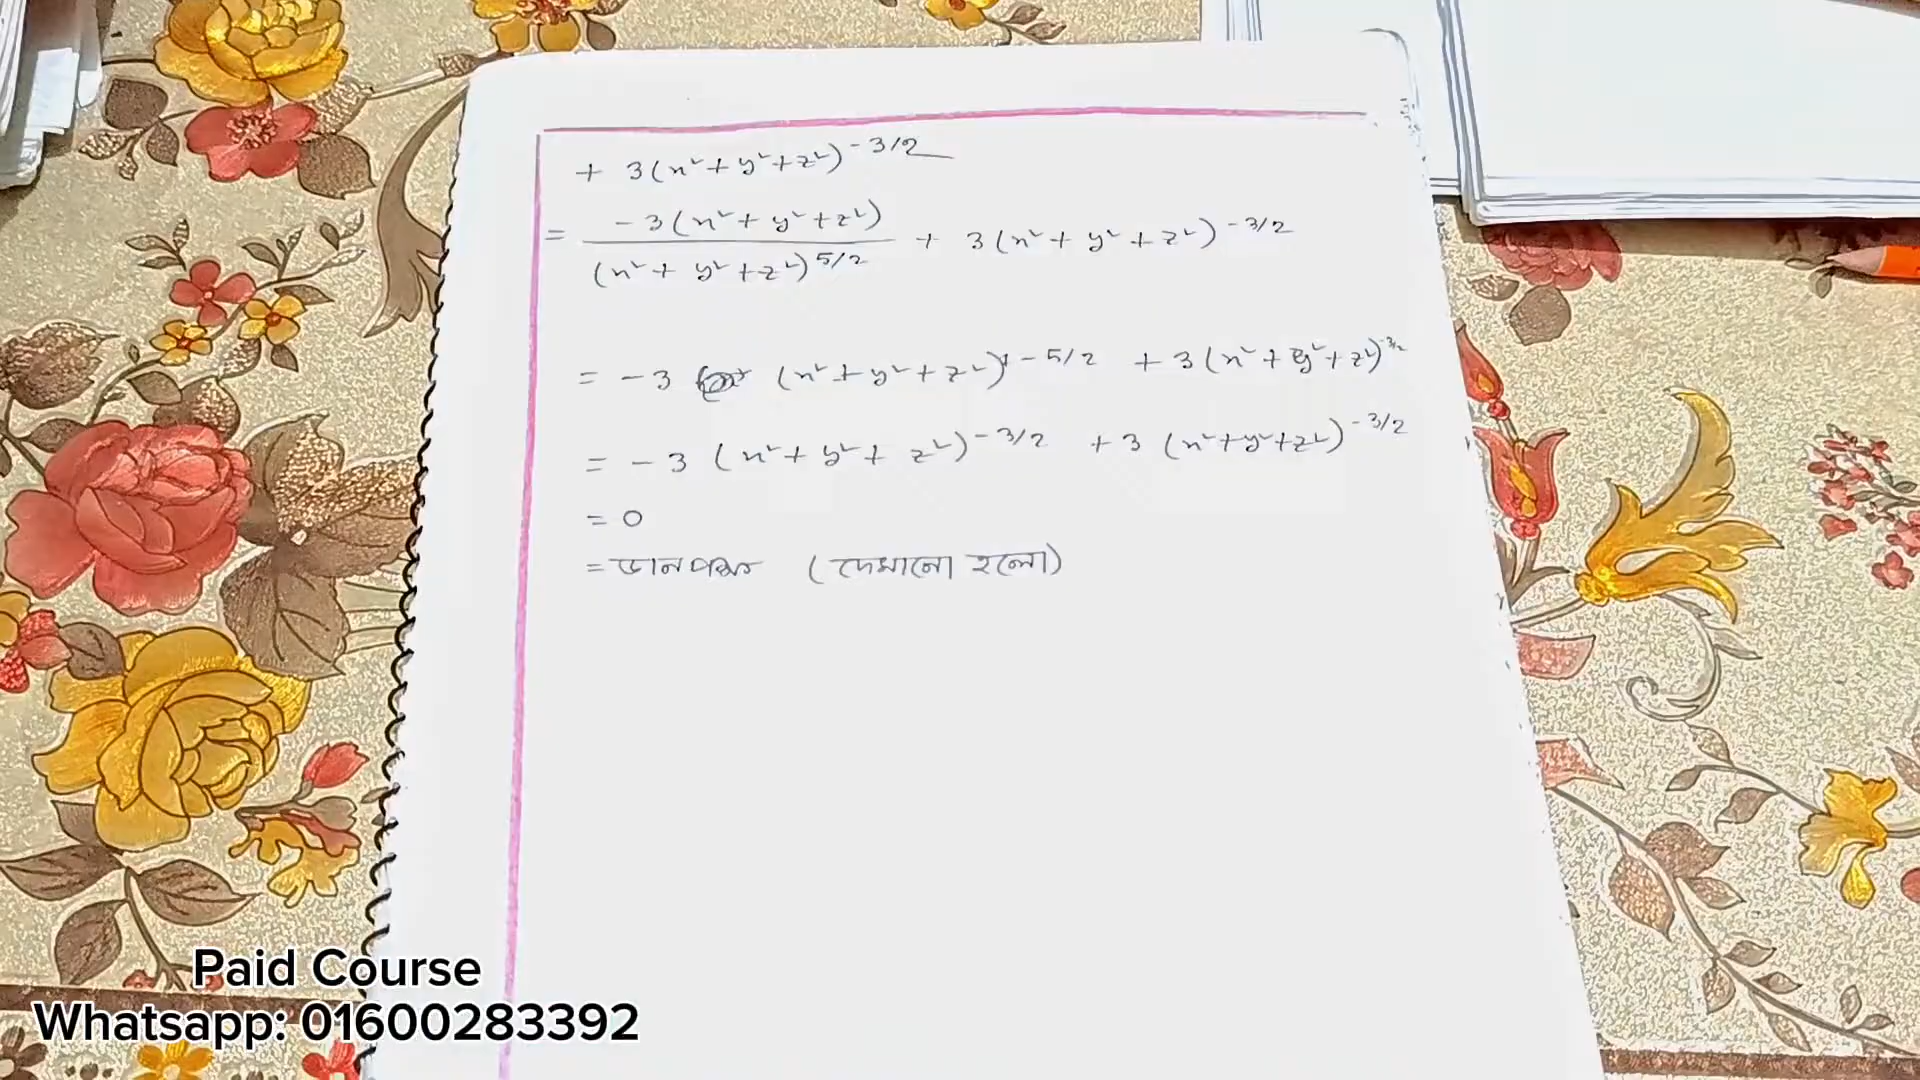 + 3(x²+y²+z²)^-3/2
= -3(x²+y²+z²)/(x²+y²+z²)^5/2 + 3(x²+y²+z²)^-3/2
= -3 (x²+y²+z²)^1-5/2 + 3(x²+y²+z²)^-3/2
= -3 (x²+y²+z²)^-3/2 +3 (x²+y²+z²)^-3/2
= 0
= ডানপক্ষ (দেখানো হলো)
Paid Course
Whatsapp: 01600283392